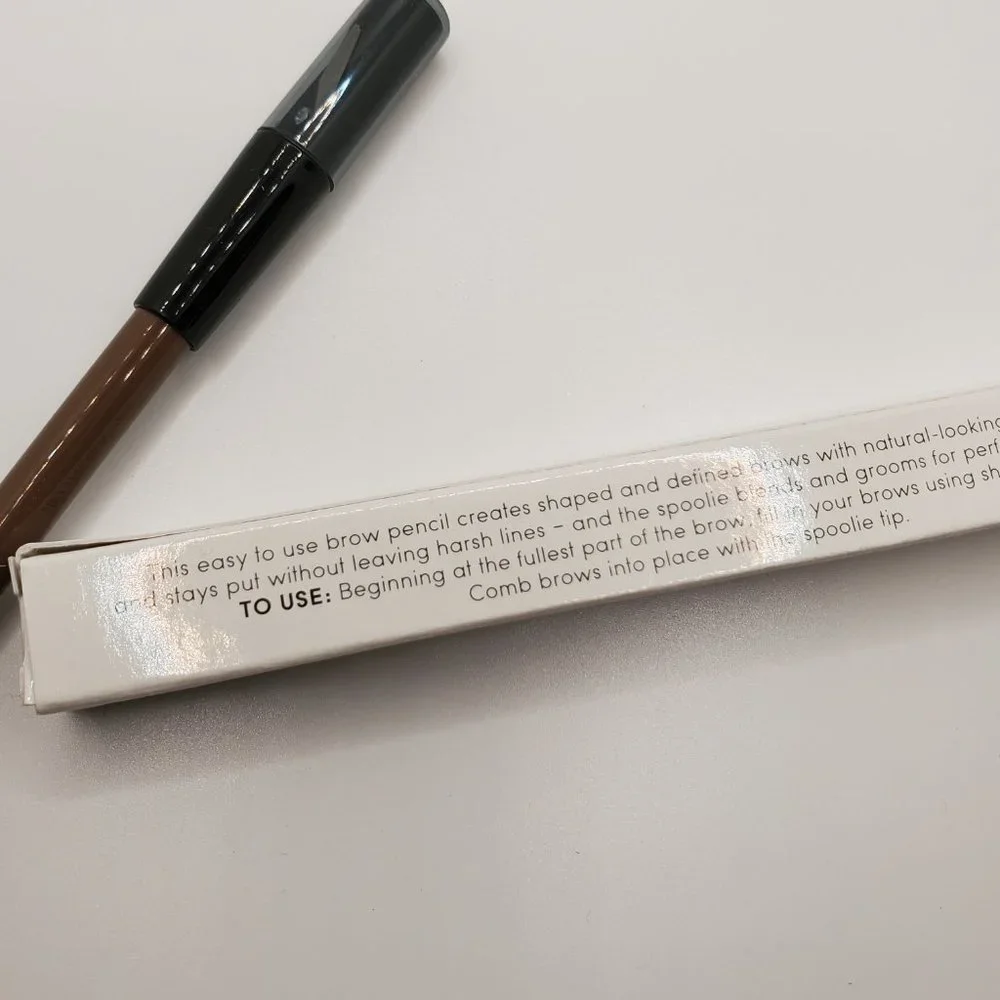 This easy to use brow pencil creates shaped and defined brows with natural-looking
and stays put without leaving harsh lines – and the spoolie blends and grooms for
TO USE: Beginning at the fullest part of the brow, fill in your brows using
Comb brows into place with the spoolie tip.